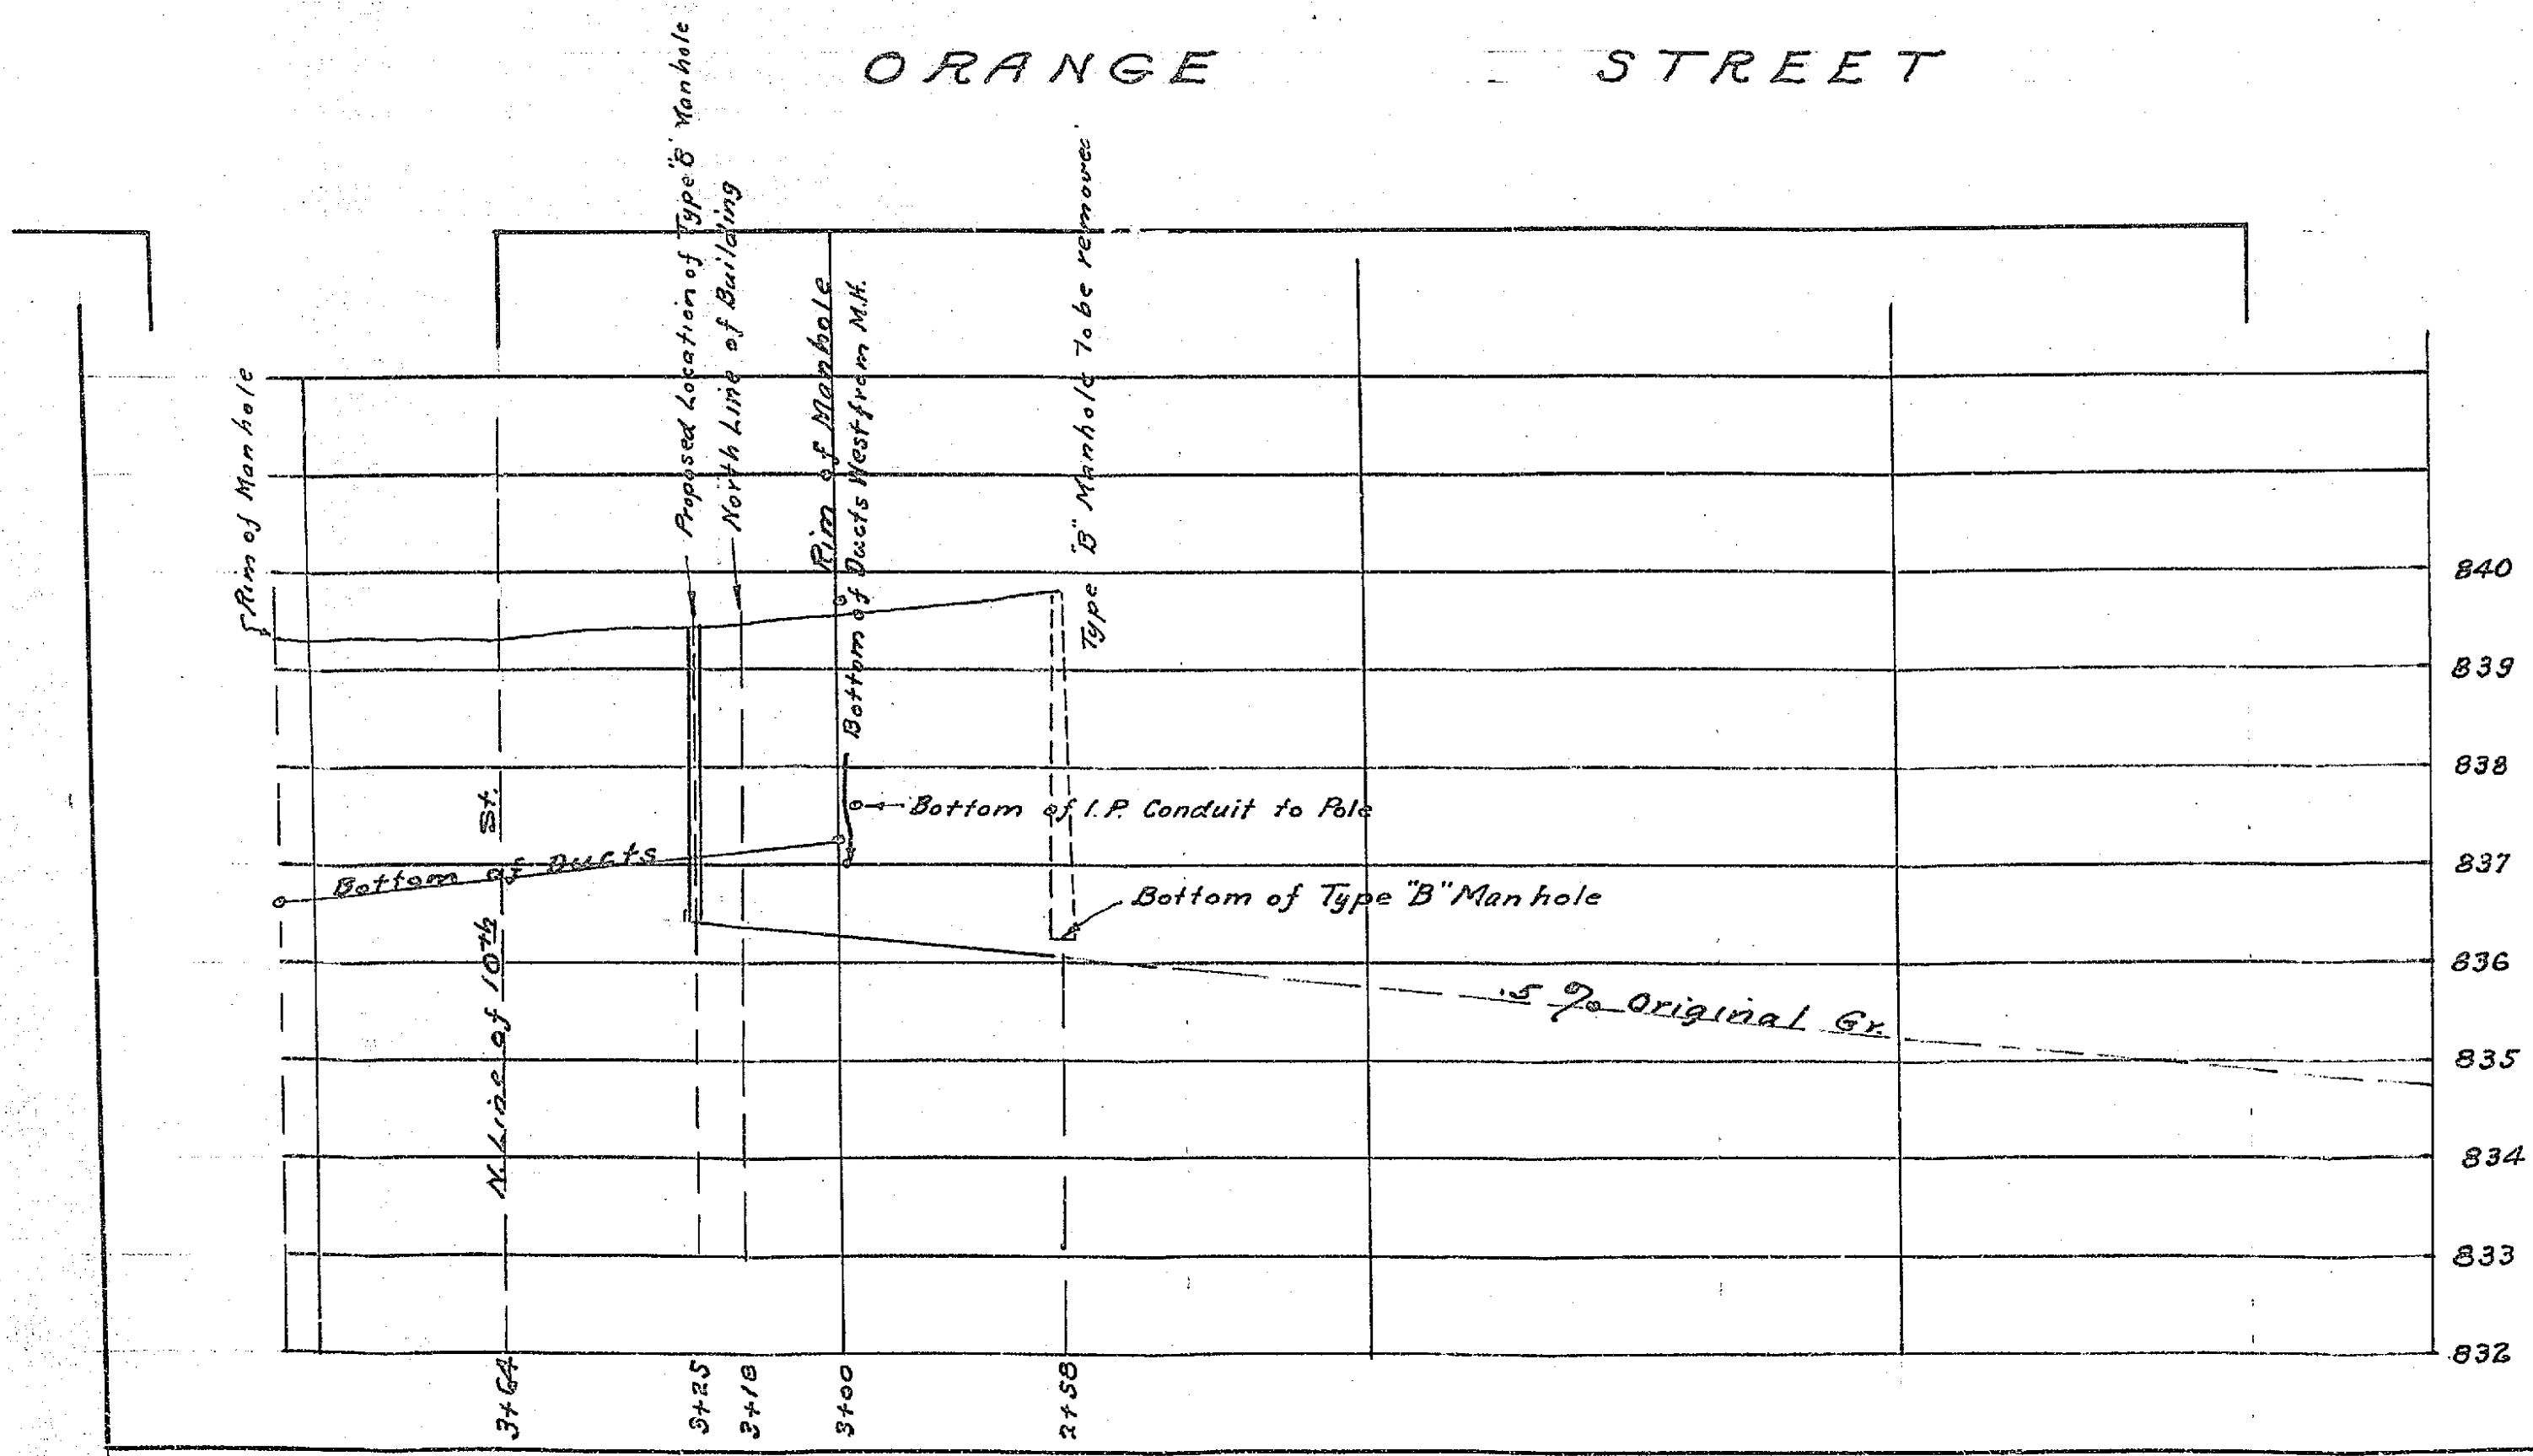 ORANGE STREET
Rim of Manhole
N. Line of 10th St.
Proposed Location of Type "B" Manhole
North Line of Building
Rim of Manhole
Bottom of Ducts West from M.H.
Type "B" Manhole To be removed
840
839
838
837
836
835
834
833
832
Bottom of I.P. Conduit to Pole
Bottom of Ducts
Bottom of Type "B" Manhole
.5 % Original Gr.
3+64
3+25
3+18
3+00
2+58